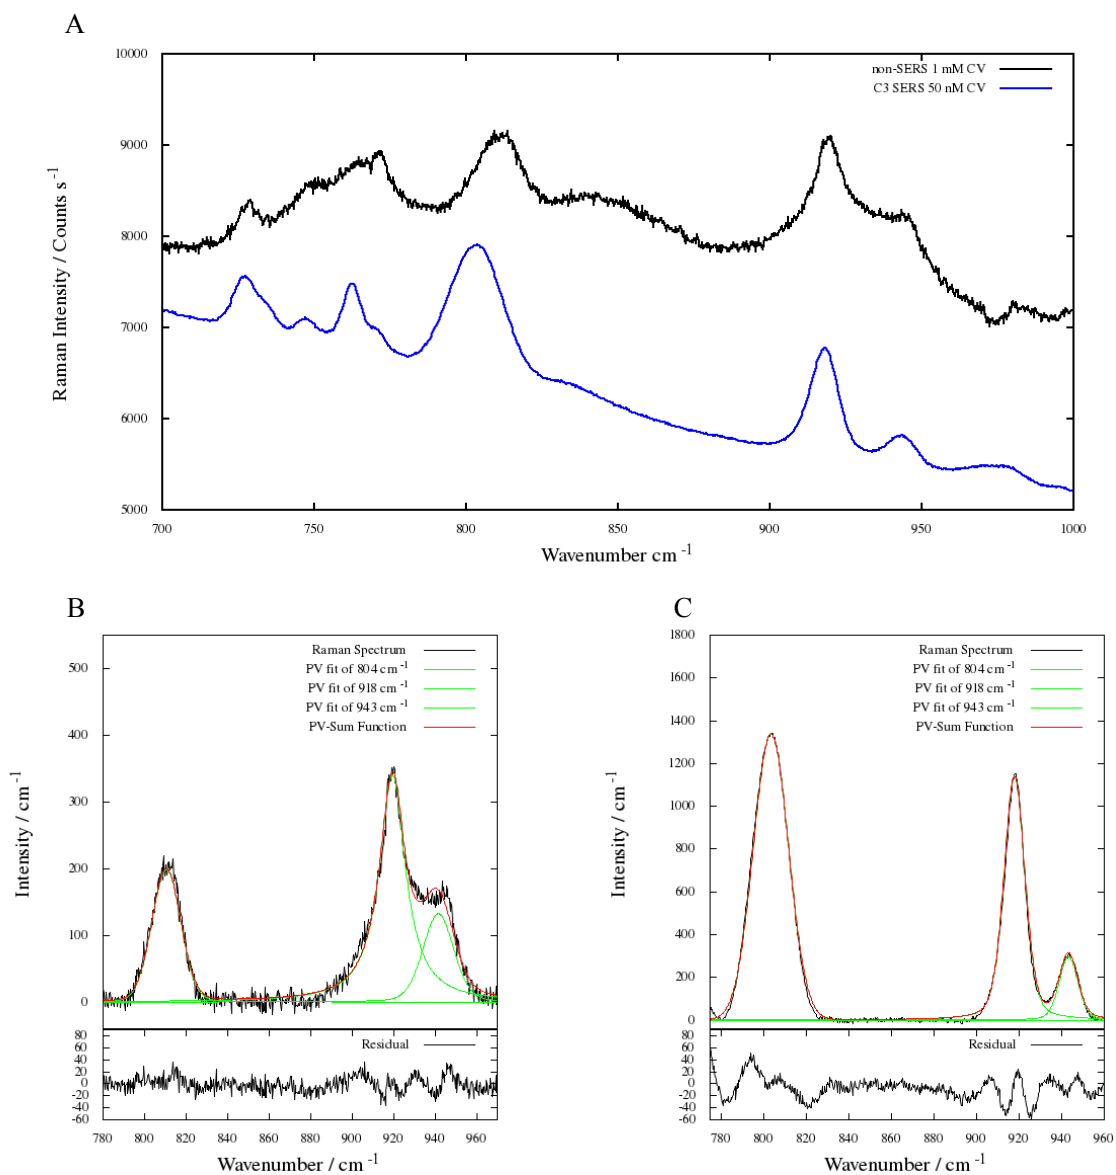 A
10000
9000
8000
7000
6000
5000
Raman Intensity / Counts s⁻¹
non-SERS 1 mM CV
C3 SERS 50 nM CV
700 750 800 850 900 950 1000
Wavenumber cm⁻¹
B
500
400
300
200
100
0
Intensity / cm⁻¹
Raman Spectrum
PV fit of 804 cm⁻¹
PV fit of 918 cm⁻¹
PV fit of 943 cm⁻¹
PV-Sum Function
80
60
40
20
0
-20
-40
-60
Residual
780 800 820 840 860 880 900 920 940 960
Wavenumber / cm⁻¹
C
1800
1600
1400
1200
1000
800
600
400
200
0
Intensity / cm⁻¹
Raman Spectrum
PV fit of 804 cm⁻¹
PV fit of 918 cm⁻¹
PV fit of 943 cm⁻¹
PV-Sum Function
80
60
40
20
0
-20
-40
-60
Residual
780 800 820 840 860 880 900 920 940 960
Wavenumber / cm⁻¹